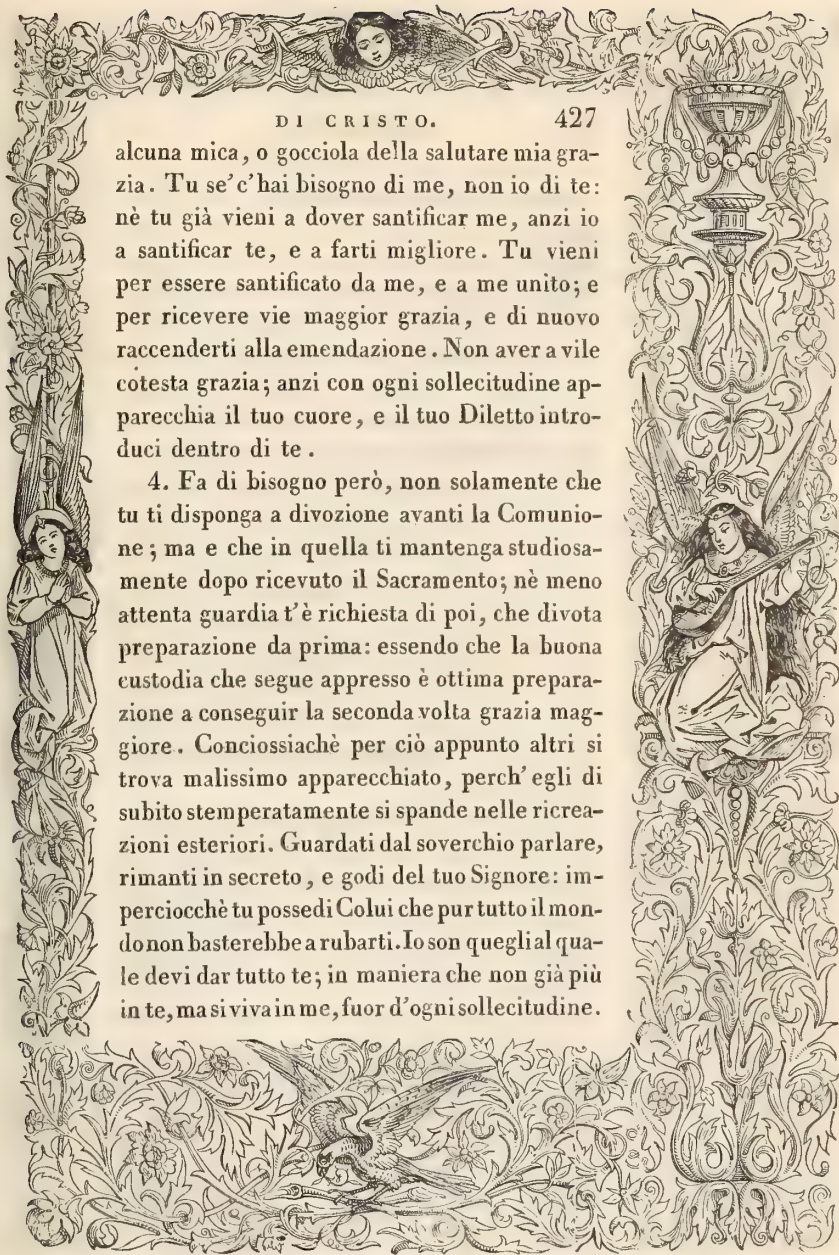 DI CRISTO. 427
alcuna mica, o gocciola della salutare mia gra-
zia. Tu se' c'hai bisogno di me, non io di te:
nè tu già vieni a dover santificar me, anzi io
a santificar te, e a farti migliore. Tu vieni
per essere santificato da me, e a me unito; e
per ricevere vie maggior grazia, e di nuovo
raccenderti alla emendazione. Non aver a vile
cotesta grazia; anzi con ogni sollecitudine ap-
parecchia il tuo cuore, e il tuo Diletto intro-
duci dentro di te.
4. Fa di bisogno però, non solamente che
tu ti disponga a divozione avanti la Comunio-
ne; ma e che in quella ti mantenga studiosa-
mente dopo ricevuto il Sacramento; nè meno
attenta guardia t'è richiesta di poi, che divota
preparazione da prima: essendo che la buona
custodia che segue appresso è ottima prepara-
zione a conseguir la seconda volta grazia mag-
giore. Conciossiachè per ciò appunto altri si
trova malissimo apparecchiato, perch' egli di
subito stemperatamente si spande nelle ricrea-
zioni esteriori. Guardati dal soverchio parlare,
rimanti in secreto, e godi del tuo Signore: im-
perciocchè tu possedi Colui che pur tutto il mon-
do non basterebbe a rubarti. Io son quegli al qua-
le devi dar tutto te; in maniera che non già più
in te, ma si viva in me, fuor d'ogni sollecitudine.